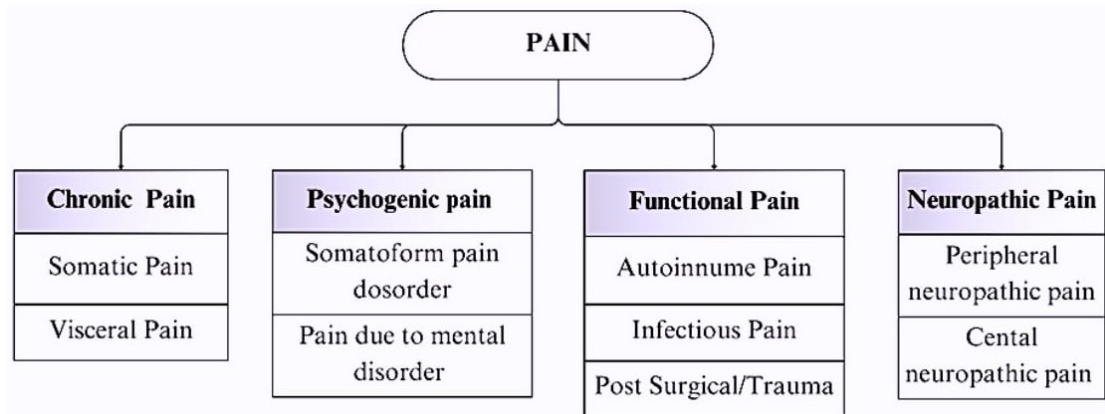 PAIN
Chronic Pain
Somatic Pain
Visceral Pain
Psychogenic pain
Somatoform pain
dosorder
Pain due to mental
disorder
Functional Pain
Autoinnume Pain
Infectious Pain
Post Surgical/Trauma
Neuropathic Pain
Peripheral
neuropathic pain
Cental
neuropathic pain